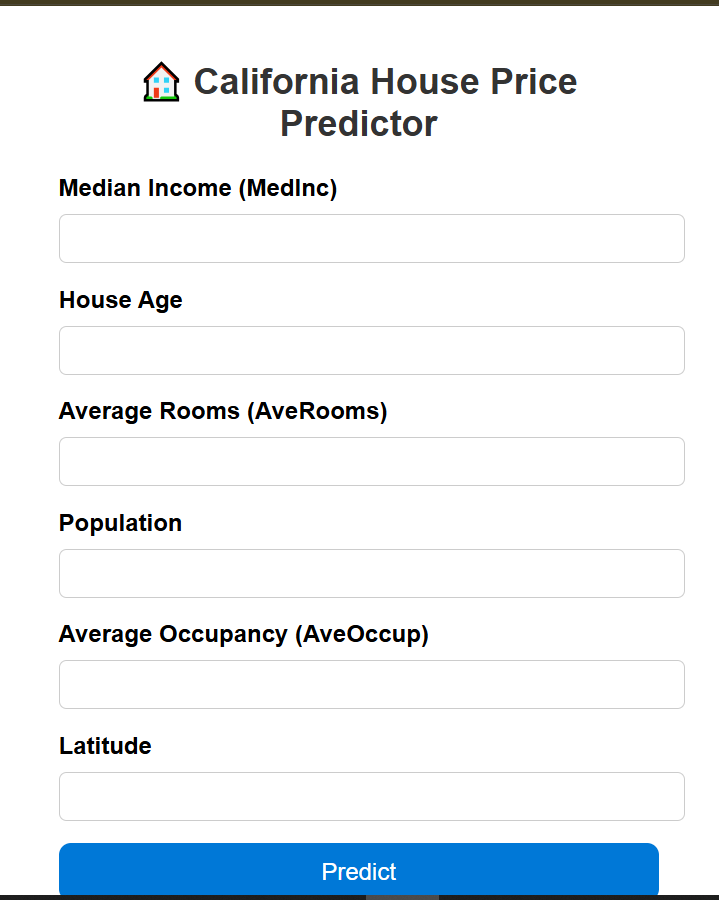 🏠 California House Price
Predictor
Median Income (MedInc)
House Age
Average Rooms (AveRooms)
Population
Average Occupancy (AveOccup)
Latitude
Predict